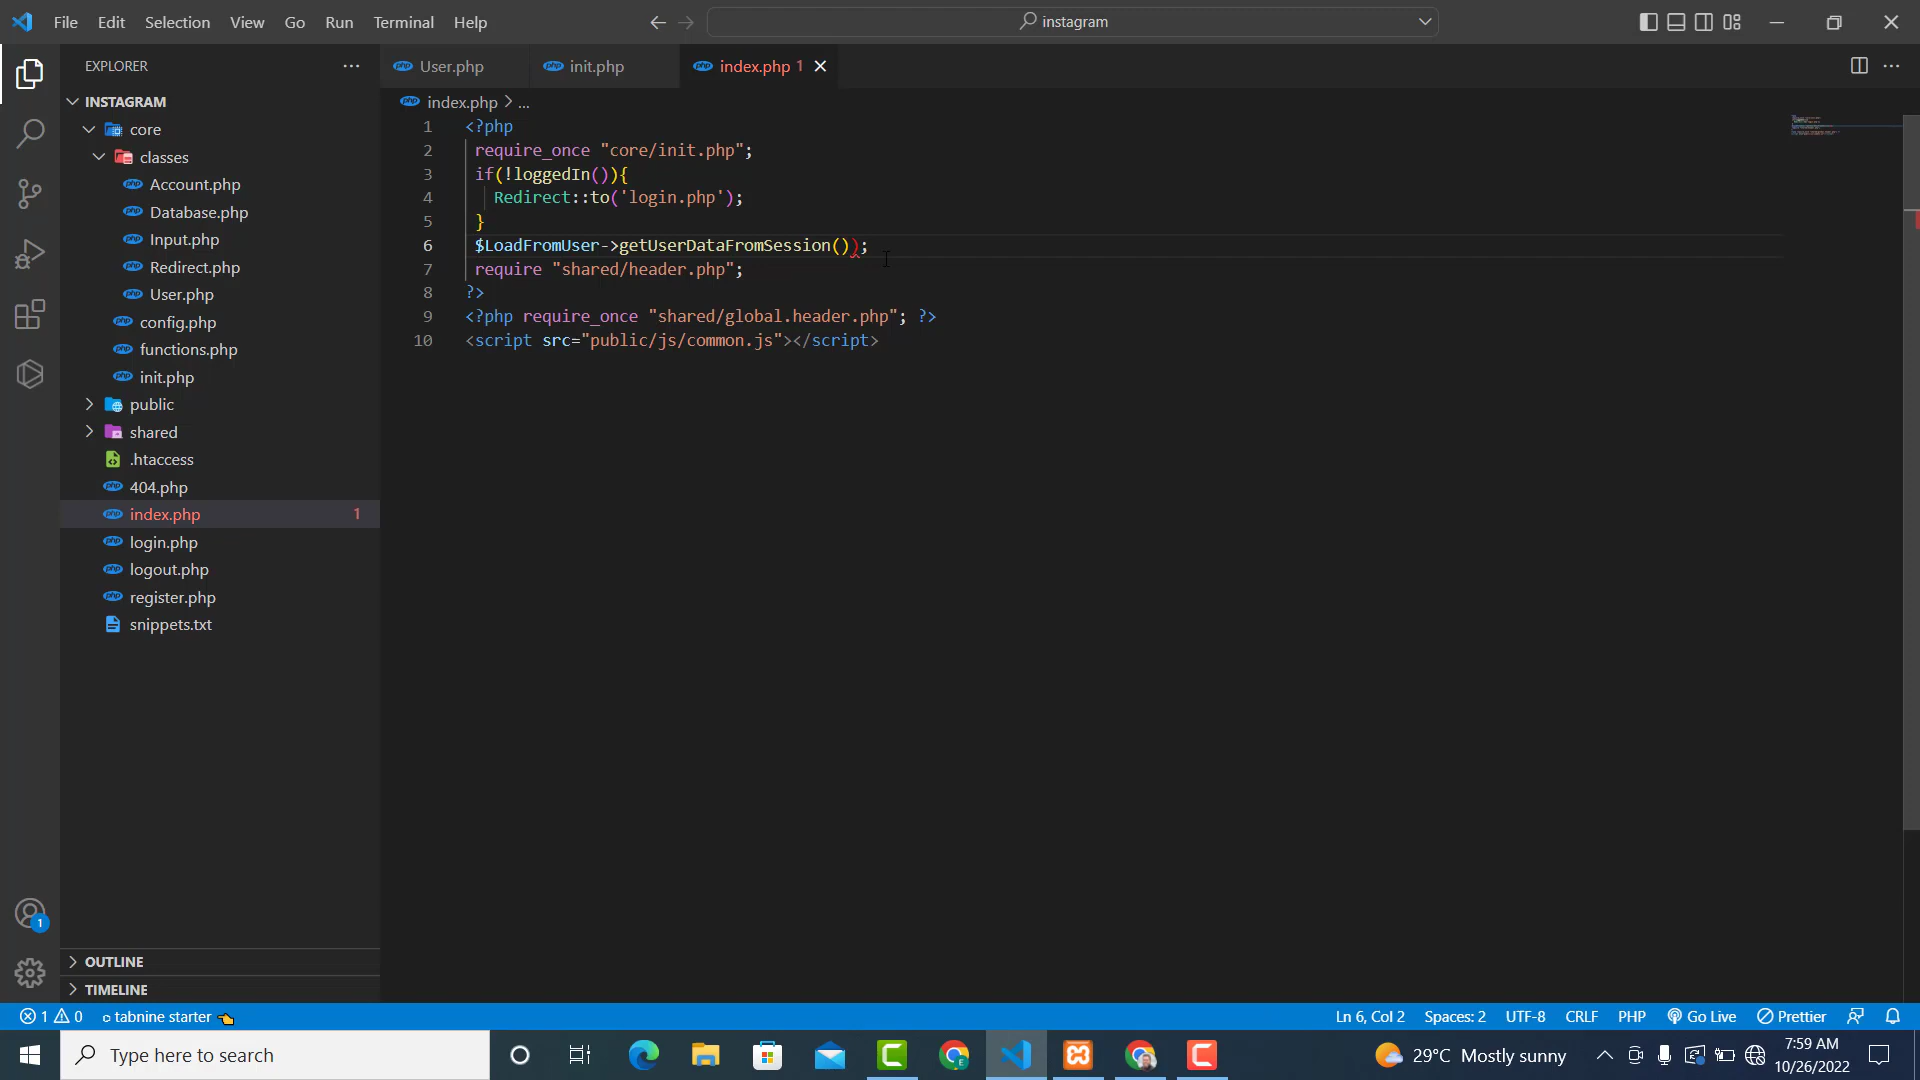 File Edit Selection View Go Run Terminal Help
instagram
EXPLORER
User.php
init.php
index.php 1
INSTAGRAM
index.php > ...
core
classes
Account.php
Database.php
Input.php
Redirect.php
User.php
config.php
functions.php
init.php
public
shared
.htaccess
404.php
index.php 1
login.php
logout.php
register.php
snippets.txt
OUTLINE
TIMELINE
1 <?php
2 require_once "core/init.php";
3 if(!loggedIn()){
4 Redirect::to('login.php');
5 }
6 $LoadFromUser->getUserDataFromSession());
7 require "shared/header.php";
8 ?>
9 <?php require_once "shared/global.header.php"; ?>
10 <script src="public/js/common.js"></script>
1
1 0 tabnine starter
Ln 6, Col 2 Spaces: 2 UTF-8 CRLF PHP Go Live Prettier
Type here to search
29°C Mostly sunny
7:59 AM
10/26/2022